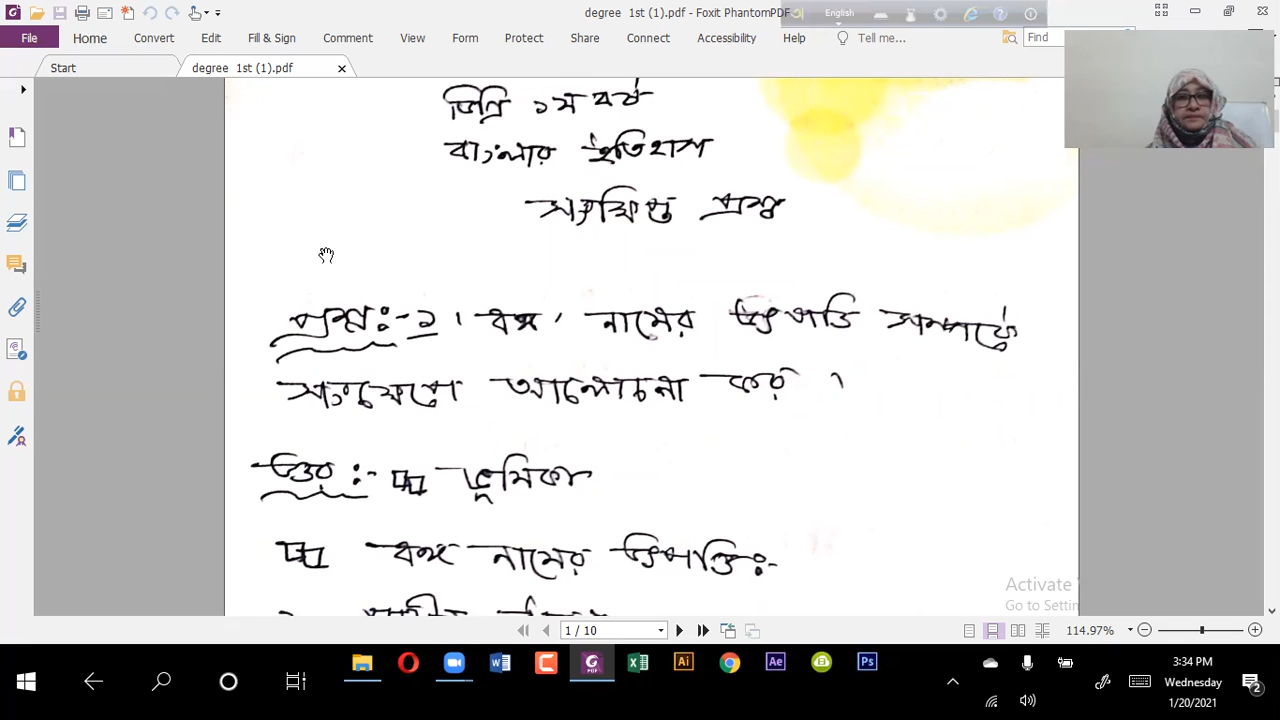 degree 1st (1).pdf - Foxit PhantomPDF
English
File Home Convert Edit Fill & Sign Comment View Form Protect Share Connect Accessibility Help Tell me... Find
Start degree 1st (1).pdf
ডিগ্রি ১ম বর্ষ
বাংলার ইতিহাস
সংক্ষিপ্ত প্রশ্ন
প্রশ্ন:- ১। বঙ্গ নামের উৎপত্তি সম্পর্কে
সংক্ষেপে আলোচনা কর।
উত্তর:- ভূমিকা
বঙ্গ নামের উৎপত্তি:-
Activate
Go to Settin
1 / 10
114.97%
3:34 PM
Wednesday
1/20/2021
2